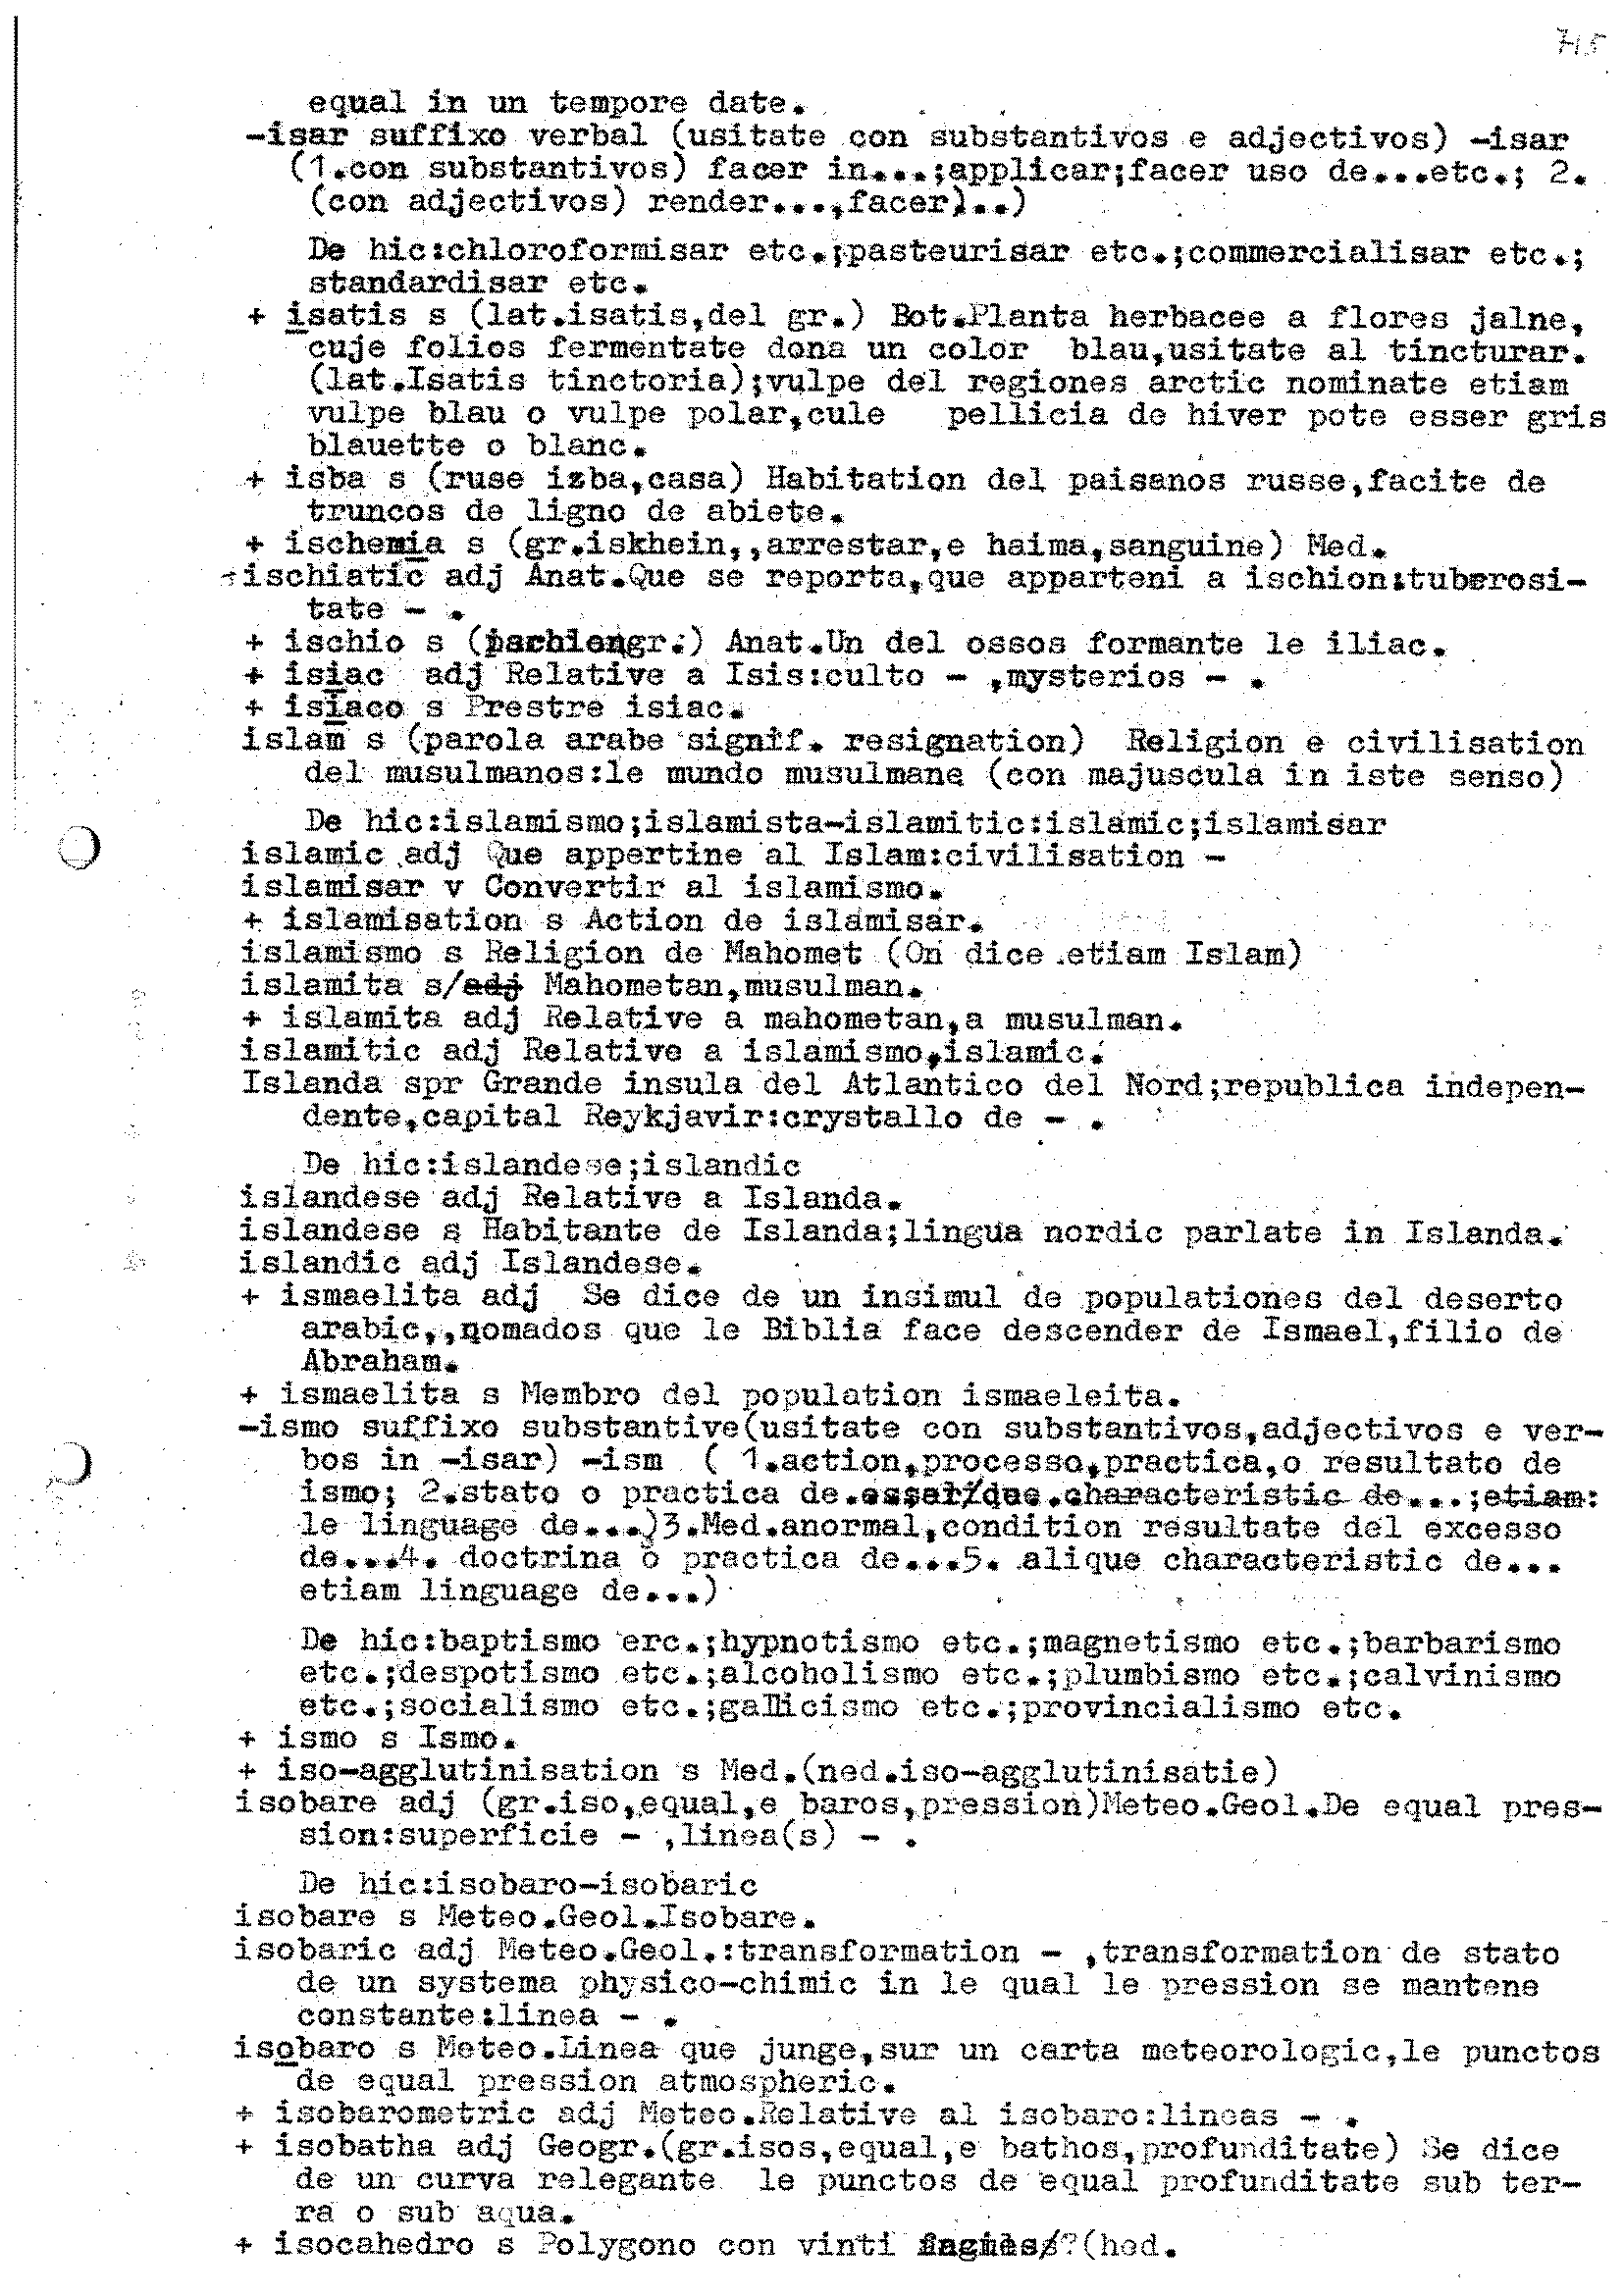 715
equal in un tempore date.
-isar suffixo verbal (usitate con substantivos e adjectivos) -isar
(1.con substantivos) facer in...;applicar;facer uso de...etc.; 2.
(con adjectivos) render...,facer)..)
De hic:chloroformisar etc.;pasteurisar etc.;commercialisar etc.;
standardisar etc.
+ isatis s (lat.isatis,del gr.) Bot.Planta herbacee a flores jalne,
cuje folios fermentate dona un color blau,usitate al tincturar.
(lat.Isatis tinctoria);vulpe del regiones arctic nominate etiam
vulpe blau o vulpe polar,cule pellicia de hiver pote esser gris
blauette o blanc.
+ isba s (ruse izba,casa) Habitation del paisanos russe,facite de
truncos de ligno de abiete.
+ ischemia s (gr.iskhein,,arrestar,e haima,sanguine) Med.
ischiatic adj Anat.Que se reporta,que apparteni a ischion:tuberosi-
tate - .
+ ischio s (gr.) Anat.Un del ossos formante le iliac.
+ isiac adj Relative a Isis:culto - ,mysterios - .
+ isiaco s Prestre isiac.
islam s (parola arabe signif. resignation) Religion e civilisation
del musulmanos:le mundo musulmane (con majuscula in iste senso)
De hic:islamismo;islamista-islamitic:islamic;islamisar
islamic adj Que appertine al Islam:civilisation -
islamisar v Convertir al islamismo.
+ islamisation s Action de islamisar.
islamismo s Religion de Mahomet (On dice etiam Islam)
islamita s/adj Mahometan,musulman.
+ islamita adj Relative a mahometan,a musulman.
islamitic adj Relative a islamismo,islamic.
Islanda spr Grande insula del Atlantico del Nord;republica indepen-
dente,capital Reykjavir:crystallo de - .
De hic:islandese;islandic
islandese adj Relative a Islanda.
islandese s Habitante de Islanda;lingua nordic parlate in Islanda.
islandic adj Islandese.
+ ismaelita adj Se dice de un insimul de populationes del deserto
arabic,,nomados que le Biblia face descender de Ismael,filio de
Abraham.
+ ismaelita s Membro del population ismaeleita.
-ismo suffixo substantive(usitate con substantivos,adjectivos e ver-
bos in -isar) -ism ( 1.action,processo,practica,o resultato de
ismo; 2.stato o practica de.esser/que.characteristic de...;etiam:
le linguage de...)3.Med.anormal,condition resultate del excesso
de...4. doctrina o practica de...5. alique characteristic de...
etiam linguage de...)
De hic:baptismo erc.;hypnotismo etc.;magnetismo etc.;barbarismo
etc.;despotismo etc.;alcoholismo etc.;plumbismo etc.;calvinismo
etc.;socialismo etc.;gallicismo etc.;provincialismo etc.
+ ismo s Ismo.
+ iso-agglutinisation s Med.(ned.iso-agglutinisatie)
isobare adj (gr.iso,equal,e baros,pression)Meteo.Geol.De equal pres-
sion:superficie - ,linea(s) - .
De hic:isobaro-isobaric
isobare s Meteo.Geol.Isobare.
isobaric adj Meteo.Geol.:transformation - ,transformation de stato
de un systema physico-chimic in le qual le pression se mantene
constante:linea - .
isobaro s Meteo.Linea que junge,sur un carta meteorologic,le punctos
de equal pression atmospheric.
+ isobarometric adj Meteo.Relative al isobaro:lineas - .
+ isobatha adj Geogr.(gr.isos,equal,e bathos,profunditate) Se dice
de un curva relegante le punctos de equal profunditate sub ter-
ra o sub aqua.
+ isocahedro s Polygono con vinti ?(hed.